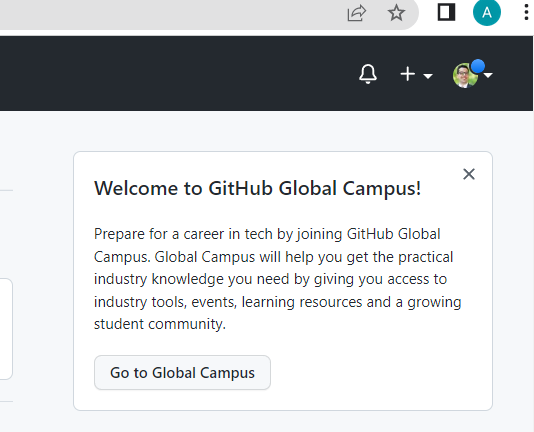 A
Welcome to GitHub Global Campus!
Prepare for a career in tech by joining GitHub Global
Campus. Global Campus will help you get the practical
industry knowledge you need by giving you access to
industry tools, events, learning resources and a growing
student community.
Go to Global Campus